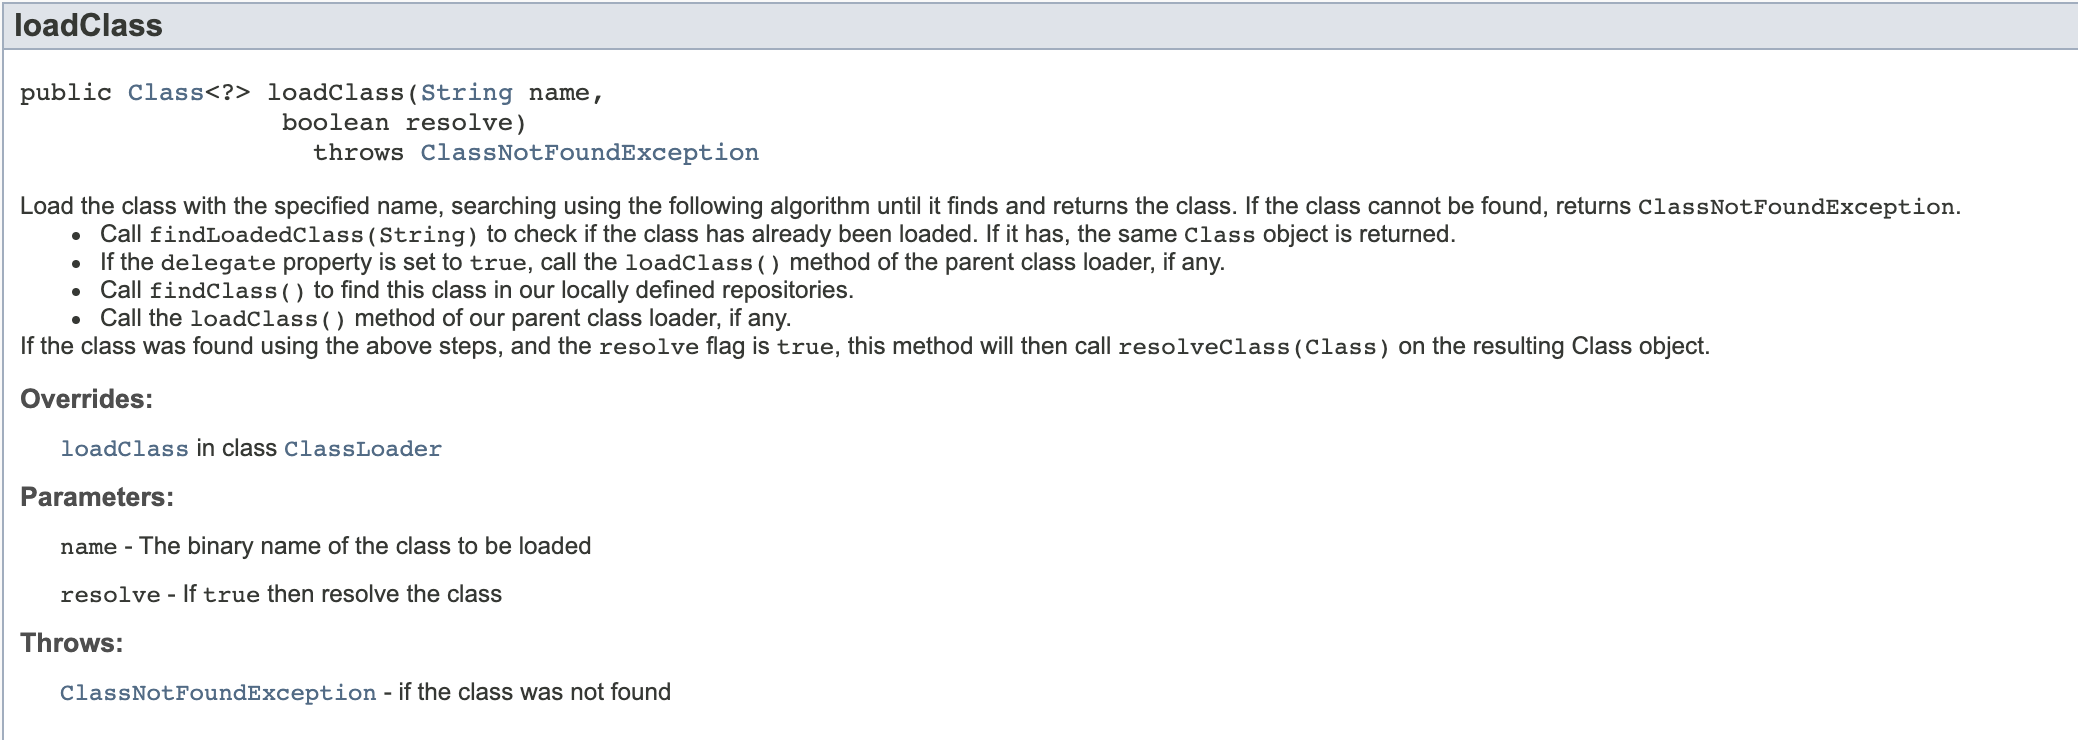 loadClass
public Class<?> loadClass(String name,
boolean resolve)
throws ClassNotFoundException
Load the class with the specified name, searching using the following algorithm until it finds and returns the class. If the class cannot be found, returns ClassNotFoundException.
• Call findLoadedClass(String) to check if the class has already been loaded. If it has, the same Class object is returned.
• If the delegate property is set to true, call the loadClass() method of the parent class loader, if any.
• Call findClass() to find this class in our locally defined repositories.
• Call the loadClass() method of our parent class loader, if any.
If the class was found using the above steps, and the resolve flag is true, this method will then call resolveClass(Class) on the resulting Class object.
Overrides:
loadClass in class ClassLoader
Parameters:
name - The binary name of the class to be loaded
resolve - If true then resolve the class
Throws:
ClassNotFoundException - if the class was not found